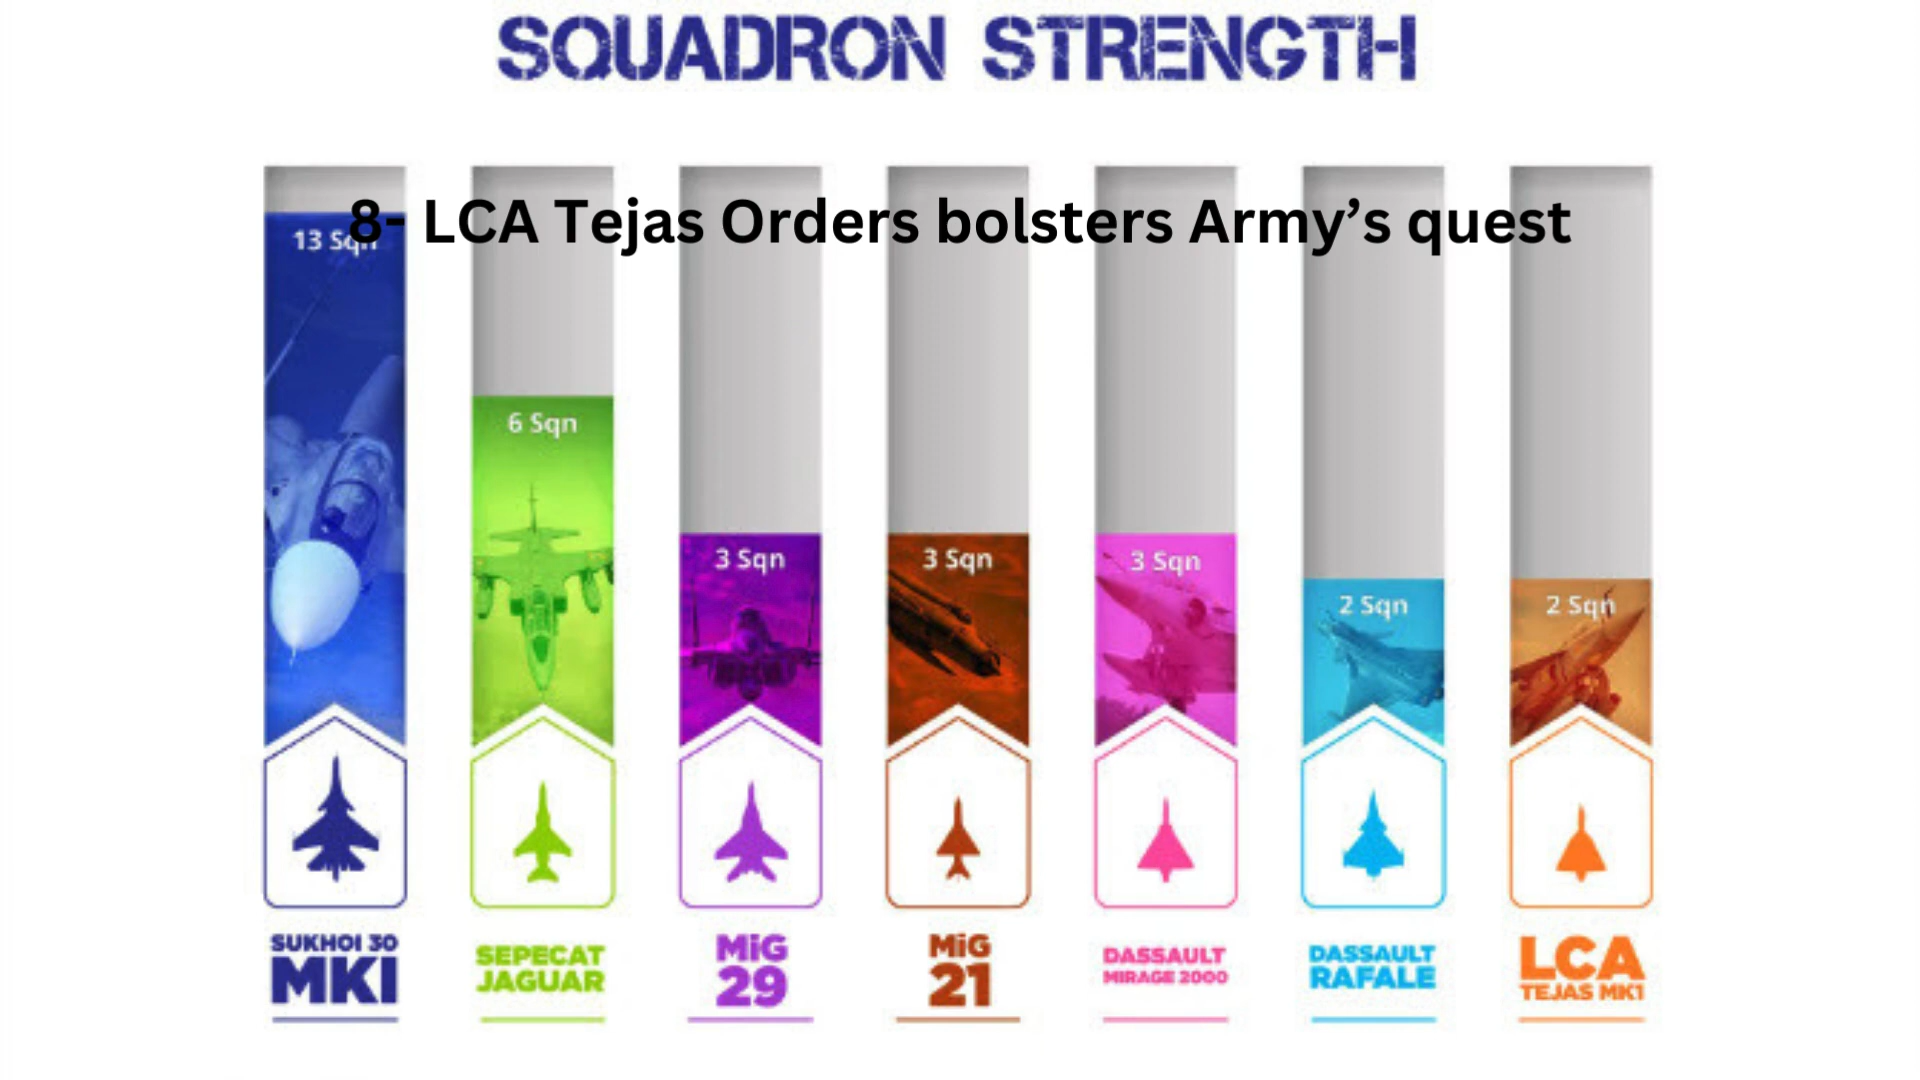 SQUADRON STRENGTH
8- LCA Tejas Orders bolsters Army’s quest
13 Sqn
6 Sqn
3 Sqn
3 Sqn
3 Sqn
2 Sqn
2 Sqn
SUKHOI 30
MKI
SEPECAT
JAGUAR
MiG
29
MiG
21
DASSAULT
MIRAGE 2000
DASSAULT
RAFALE
LCA
TEJAS MK1